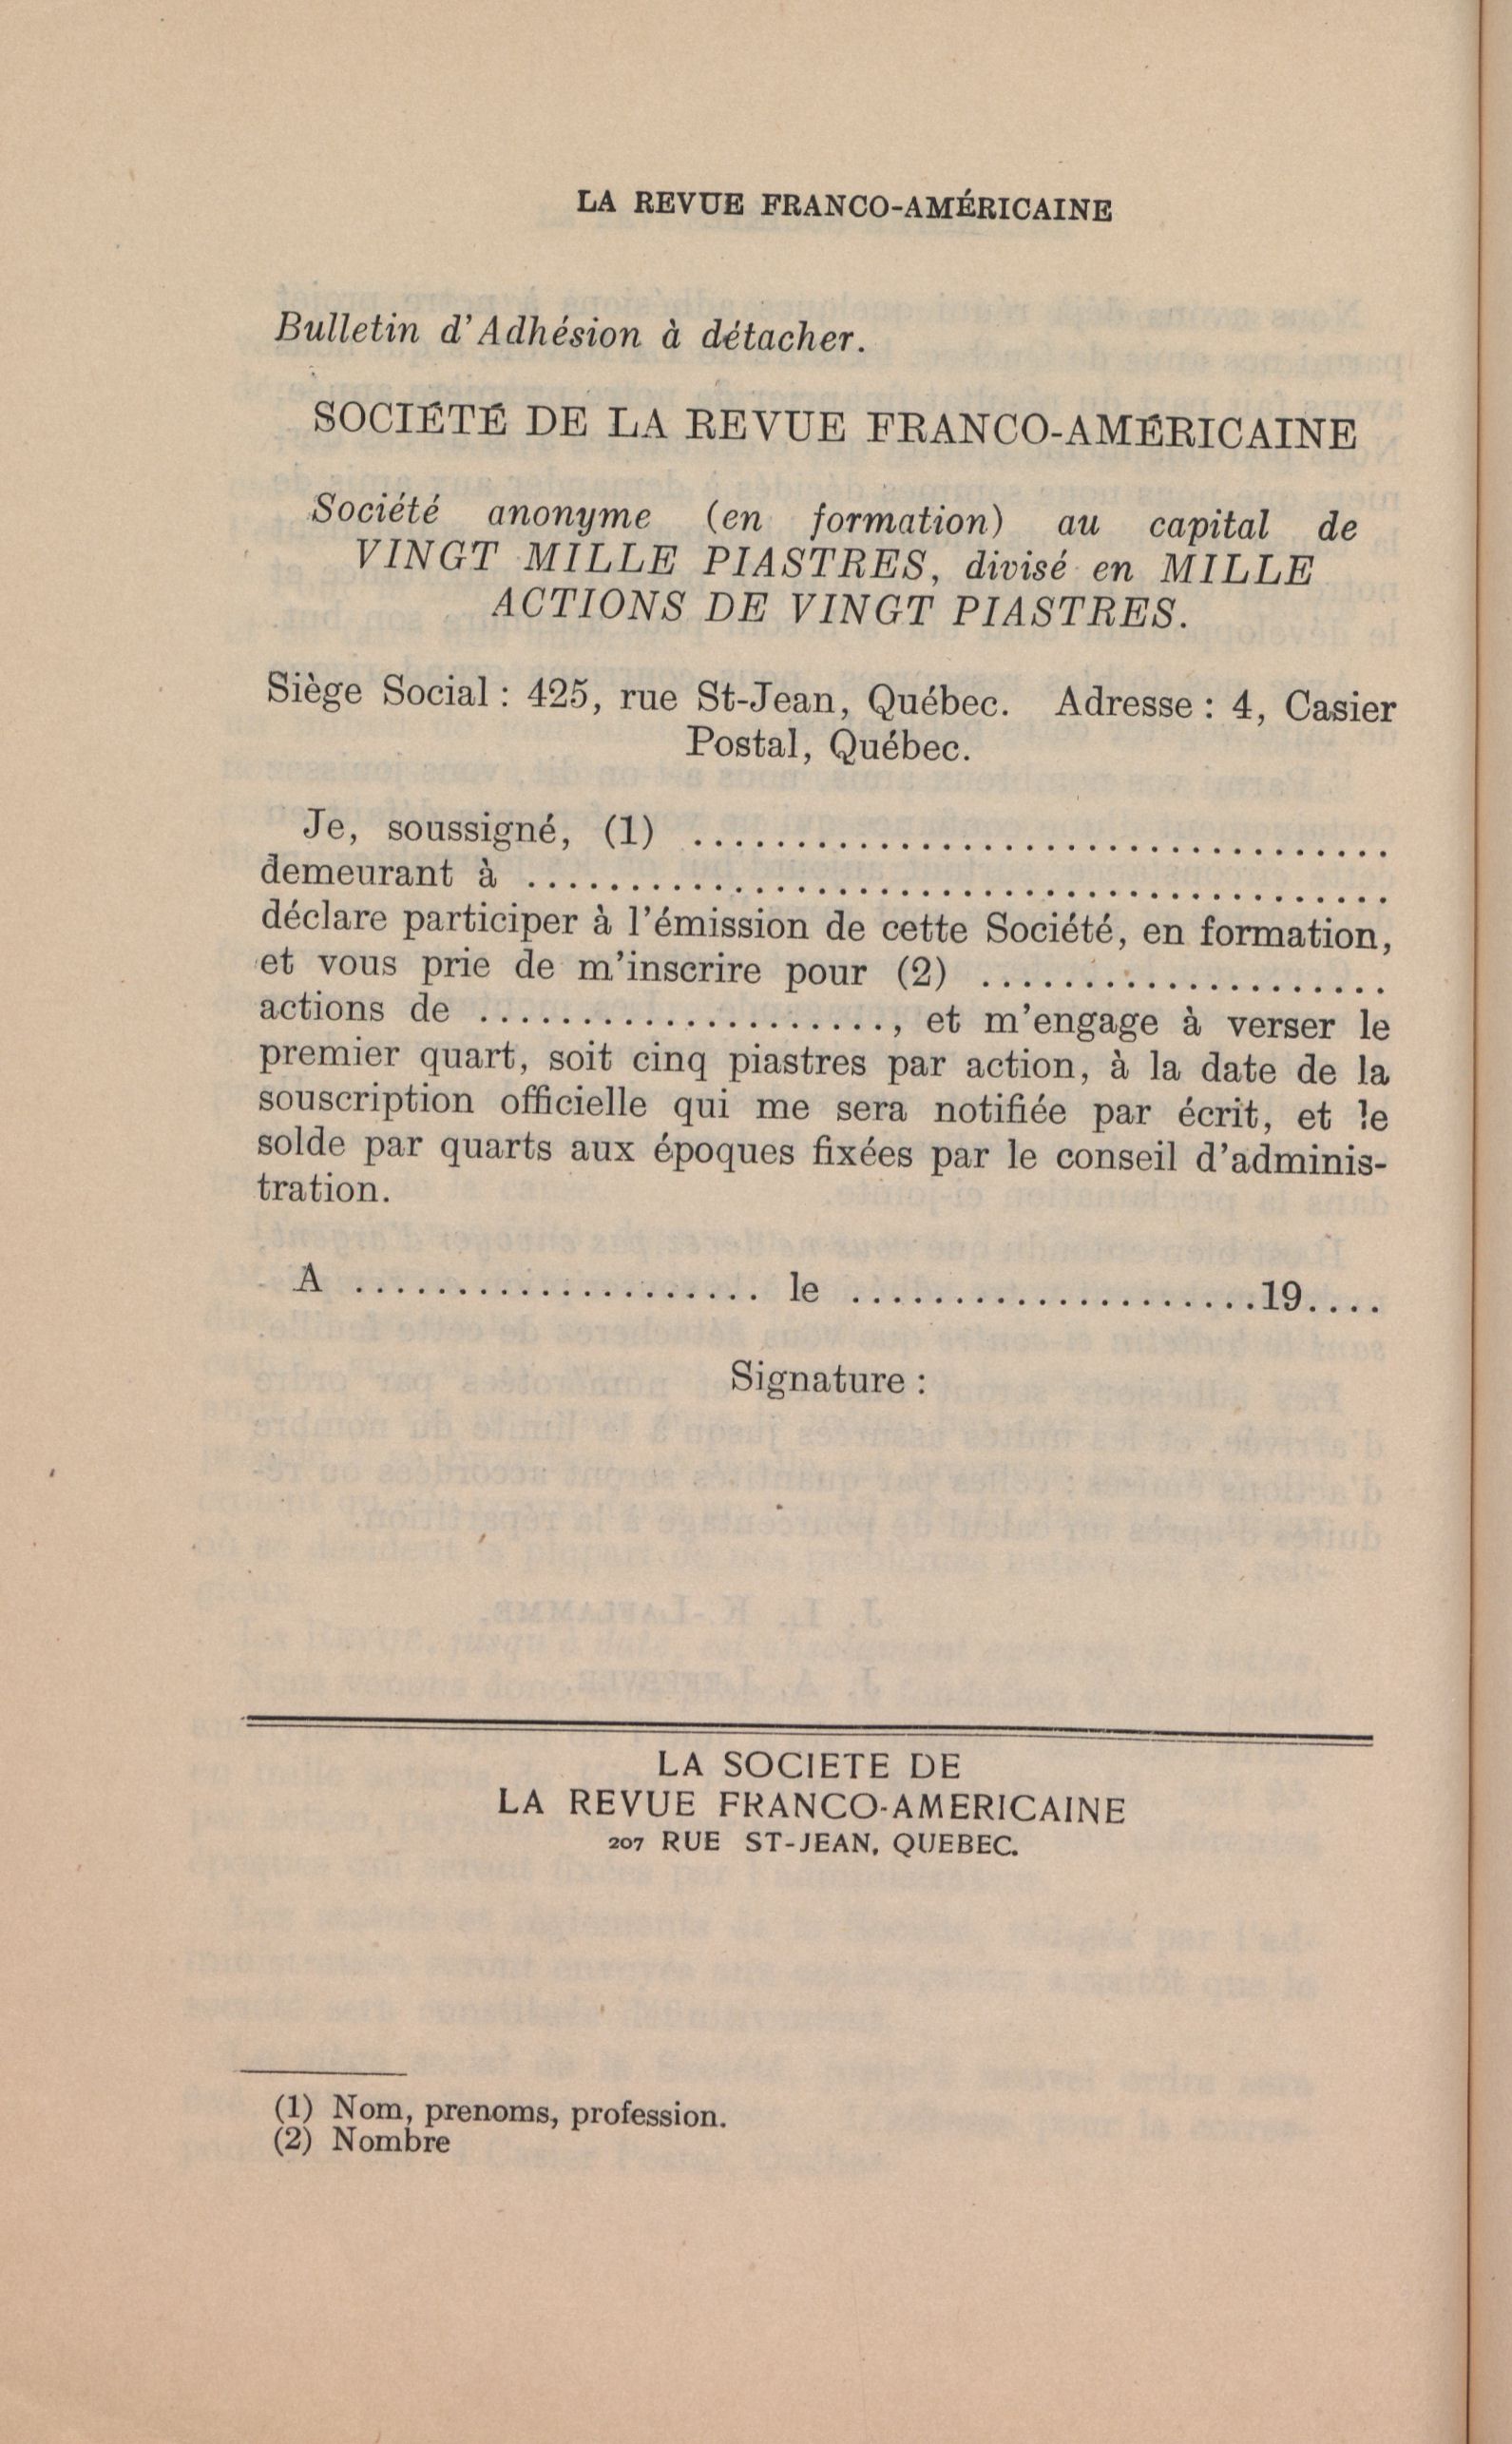 LA REVUE FRANCO-AMÉRICAINE
Bulletin d'Adhésion à détacher.
SOCIÉTÉ DE LA REVUE FRANCO-AMÉRICAINE
Société anonyme (en formation) au capital de
VINGT MILLE PIASTRES, divisé en MILLE
ACTIONS DE VINGT PIASTRES.
Siège Social : 425, rue St-Jean, Québec. Adresse : 4, Casier
Postal, Québec.
Je, soussigné, (1) ..................................
demeurant à ..........................................
déclare participer à l'émission de cette Société, en formation,
et vous prie de m'inscrire pour (2) ....................
actions de ...................., et m'engage à verser le
premier quart, soit cinq piastres par action, à la date de la
souscription officielle qui me sera notifiée par écrit, et le
solde par quarts aux époques fixées par le conseil d'adminis-
tration.
A .................... le ....................19....
Signature :
LA SOCIETE DE
LA REVUE FRANCO-AMERICAINE
207 RUE ST-JEAN, QUEBEC.
(1) Nom, prenoms, profession.
(2) Nombre